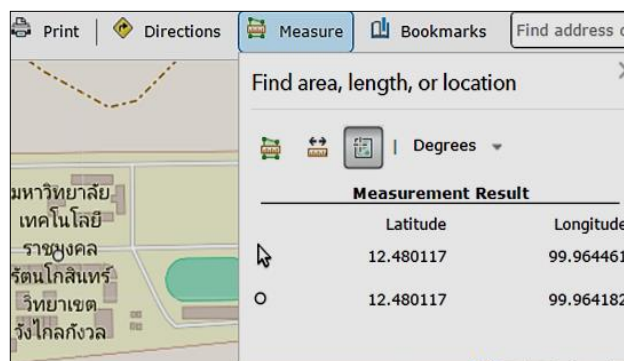 Print | Directions Measure Bookmarks Find address o
Find area, length, or location
| Degrees
Measurement Result
Latitude Longitude
12.480117 99.964461
12.480117 99.964182
มหาวิทยาลัย
เทคโนโลยี
ราชมงคล
รัตนโกสินทร์
วิทยาเขต
วังไกลกังวล